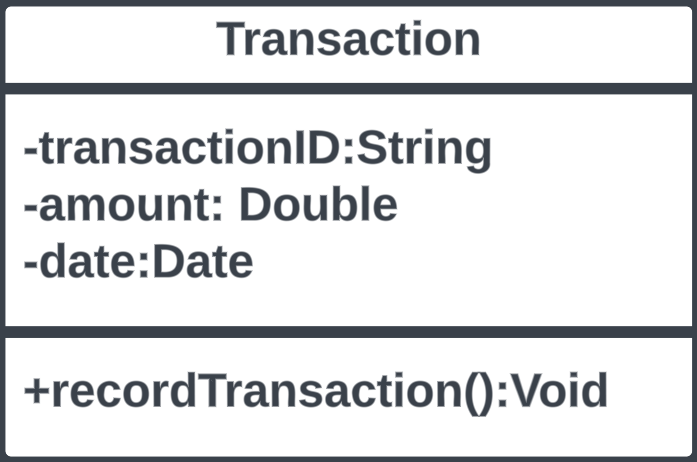 Transaction
-transactionID:String
-amount: Double
-date:Date
+recordTransaction():Void